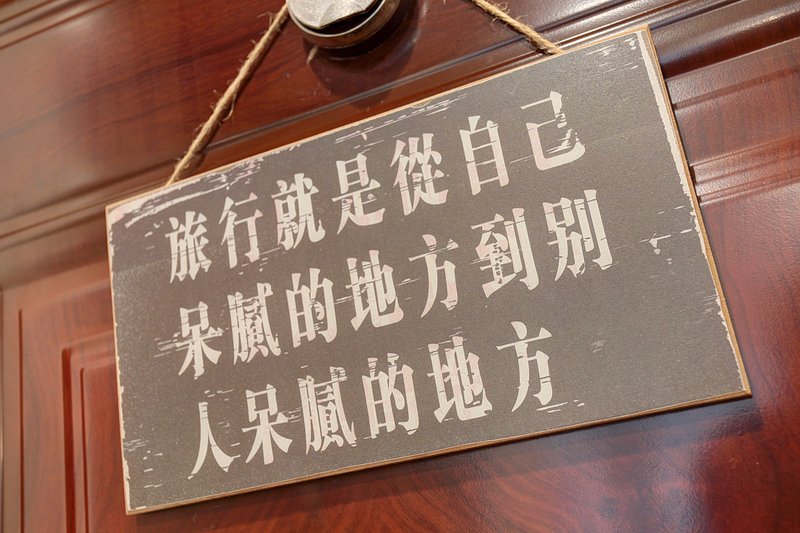 旅行就是從自己
呆膩的地方到别
人呆膩的地方